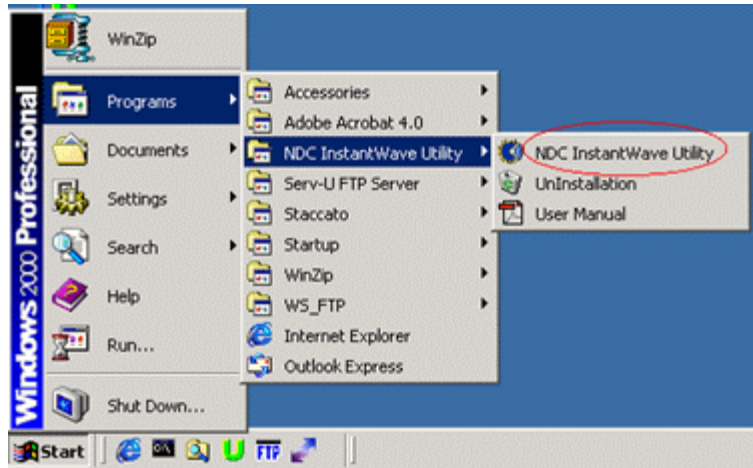 WinZip
Programs
Documents
Settings
Search
Help
Run...
Shut Down...
Windows 2000 Professional
Accessories
Adobe Acrobat 4.0
NDC InstantWave Utility
Serv-U FTP Server
Staccato
Startup
WinZip
WS_FTP
Internet Explorer
Outlook Express
NDC InstantWave Utility
UnInstallation
User Manual
Start
FTP